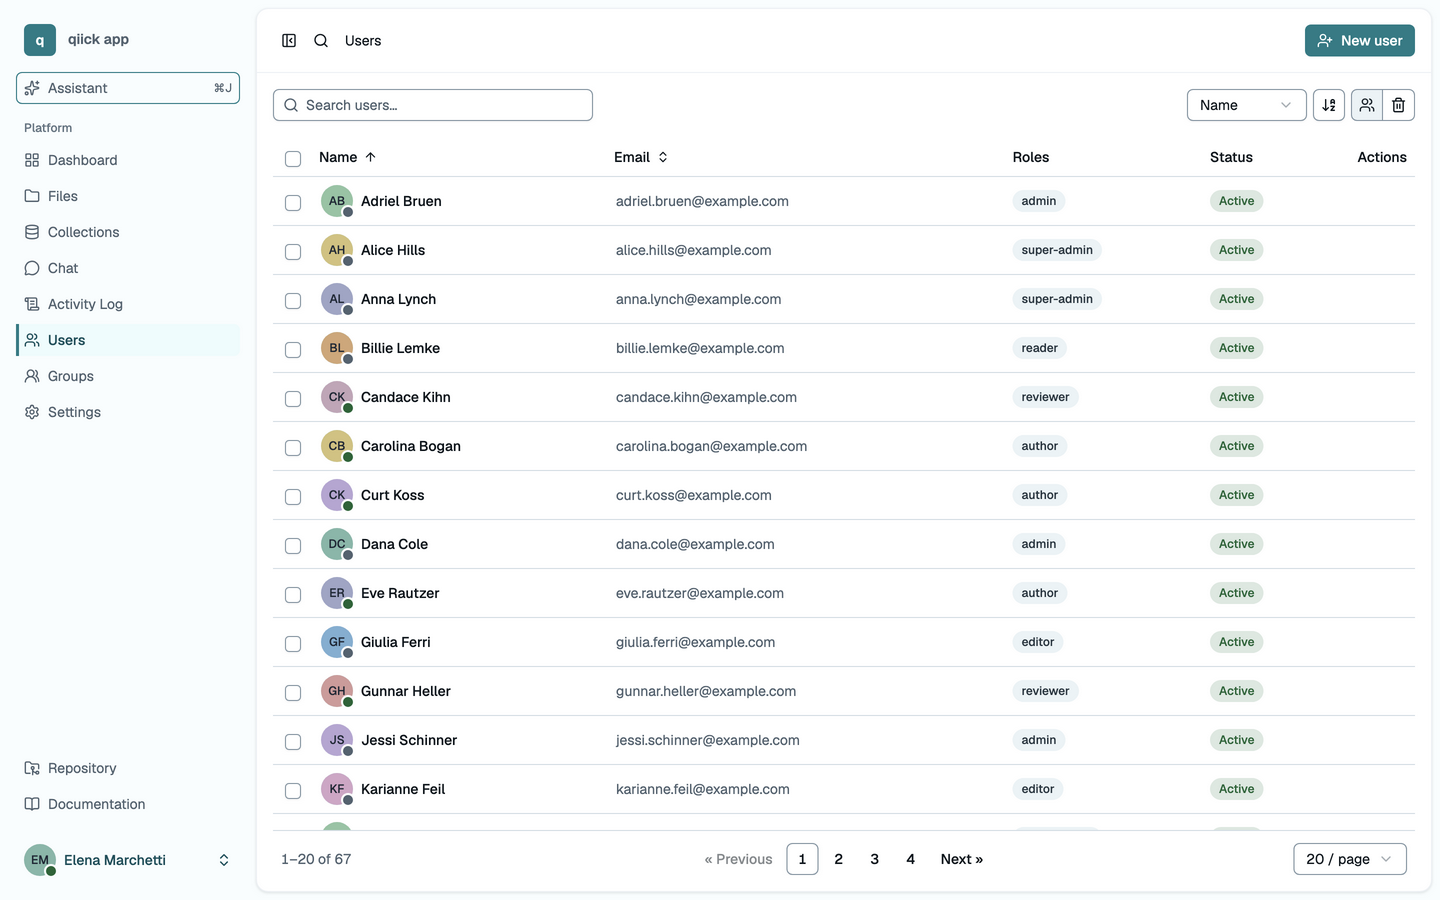 q qiick app
Assistant ⌘J
Platform
Dashboard
Files
Collections
Chat
Activity Log
Users
Groups
Settings
Repository
Documentation
EM Elena Marchetti
Users
New user
Search users...
Name
Name Email Roles Status Actions
AB Adriel Bruen adriel.bruen@example.com admin Active
AH Alice Hills alice.hills@example.com super-admin Active
AL Anna Lynch anna.lynch@example.com super-admin Active
BL Billie Lemke billie.lemke@example.com reader Active
CK Candace Kihn candace.kihn@example.com reviewer Active
CB Carolina Bogan carolina.bogan@example.com author Active
CK Curt Koss curt.koss@example.com author Active
DC Dana Cole dana.cole@example.com admin Active
ER Eve Rautzer eve.rautzer@example.com author Active
GF Giulia Ferri giulia.ferri@example.com editor Active
GH Gunnar Heller gunnar.heller@example.com reviewer Active
JS Jessi Schinner jessi.schinner@example.com admin Active
KF Karianne Feil karianne.feil@example.com editor Active
1–20 of 67
« Previous 1 2 3 4 Next »
20 / page